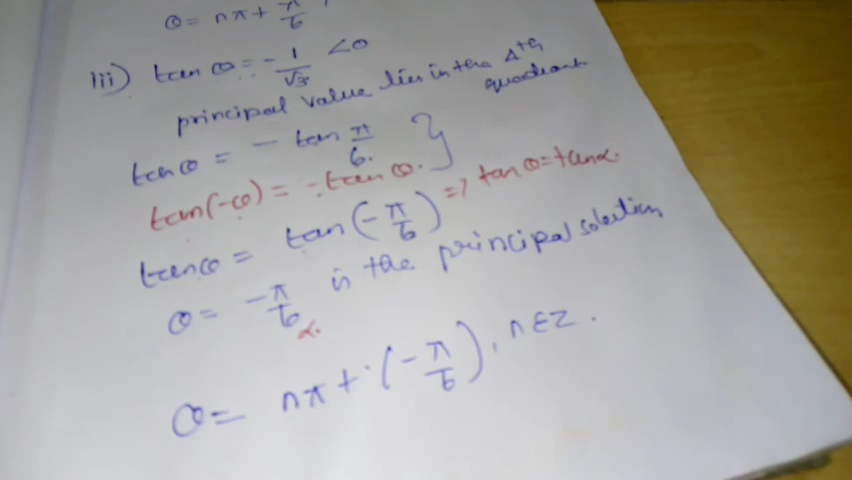 θ = nπ + π/6,
iii) tan θ = - 1/√3 < 0
principal value lies in the 4th quadrant
tan θ = - tan π/6. }
tan(-θ) = - tan θ. => tan θ = tan α.
tan θ = tan(-π/6)
θ = -π/6 is the principal solution
α.
θ = nπ + (-π/6), n ∈ Z.